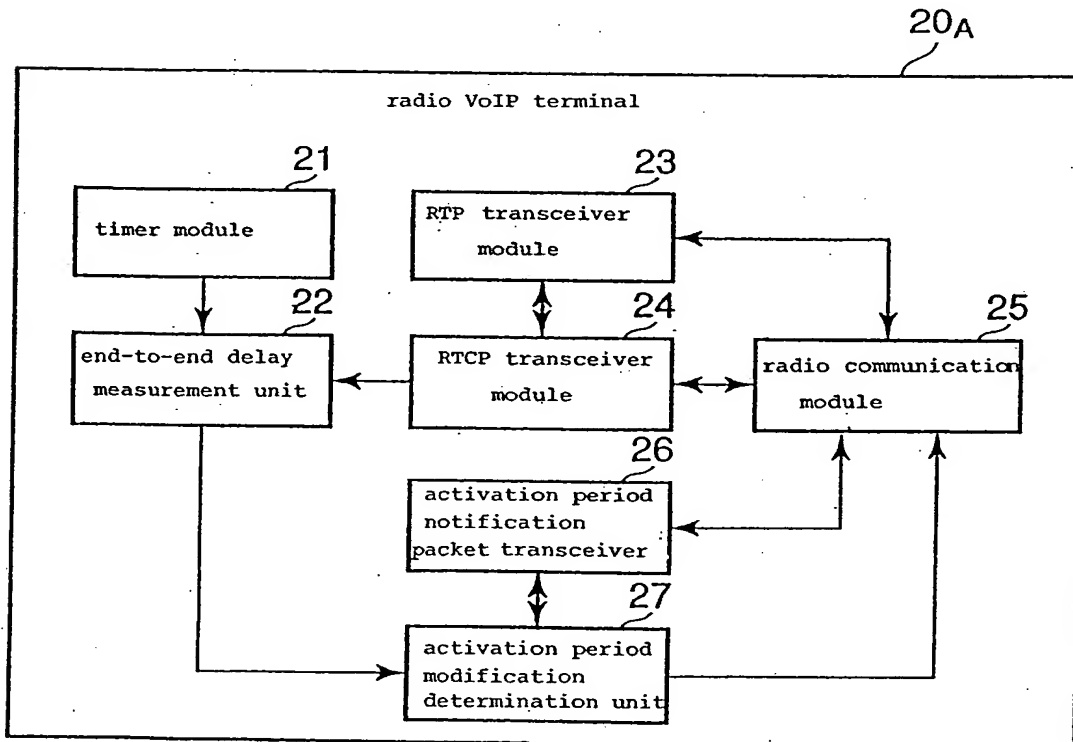 20A
radio VoIP terminal
21
timer module
23
RTP transceiver
module
22
end-to-end delay
measurement unit
24
RTCP transceiver
module
25
radio communication
module
26
activation period
notification
packet transceiver
27
activation period
modification
determination unit